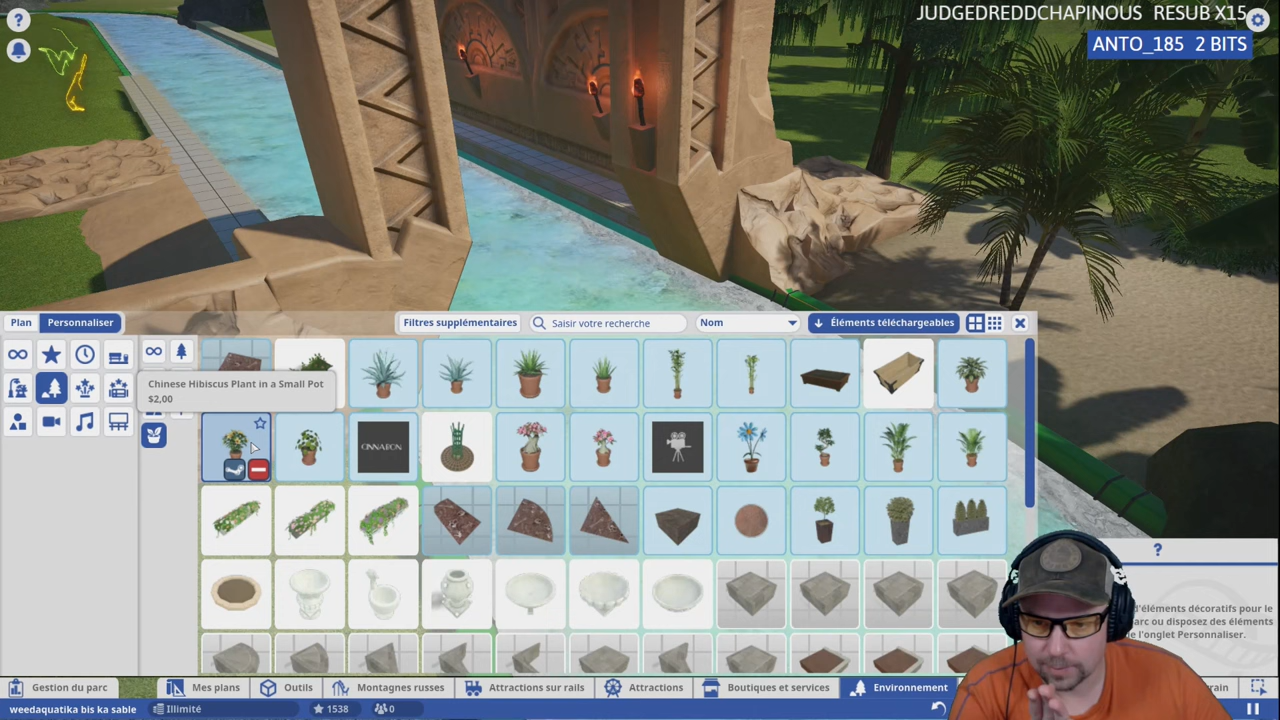 JUDGEDREDDCHAPINOUS RESUB X15
ANTO_185 2 BITS
Plan
Personnaliser
Filtres supplémentaires
Saisir votre recherche
Nom
Éléments téléchargeables
Chinese Hibiscus Plant in a Small Pot
$2,00
CINNABON
?
d'éléments décoratifs pour le
arc ou disposez des éléments
e l'onglet Personnaliser.
Gestion du parc
Mes plans
Outils
Montagnes russes
Attractions sur rails
Attractions
Boutiques et services
Environnement
rrain
weedaquatika bis ka sable
Illimité
1538
0